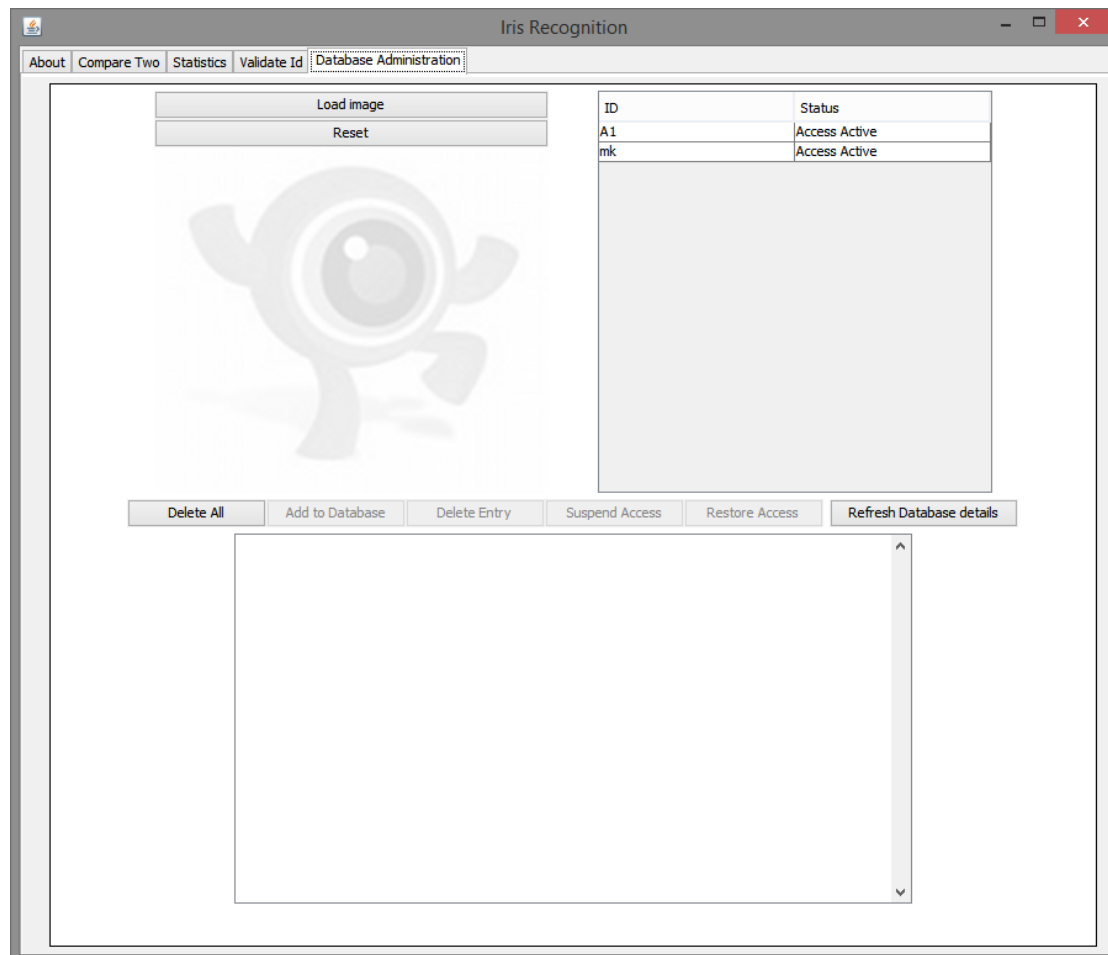 Iris Recognition
About Compare Two Statistics Validate Id Database Administration
Load image
Reset
ID Status
A1 Access Active
mk Access Active
Delete All Add to Database Delete Entry Suspend Access Restore Access Refresh Database details